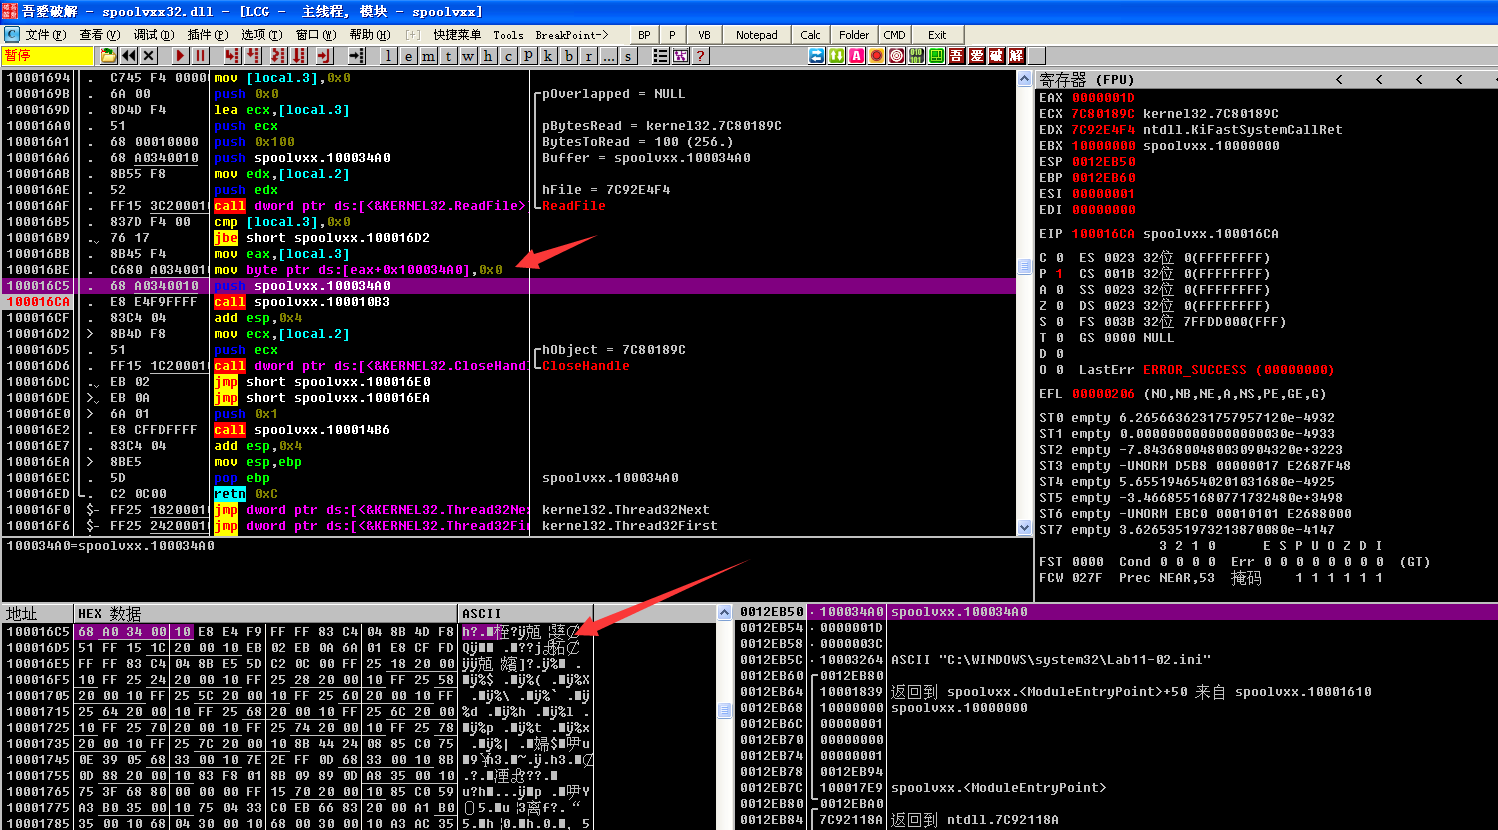 吾爱破解 - spoolvxx32.dll - [LCG - 主线程, 模块 - spoolvxx]
文件(F) 查看(V) 调试(D) 插件(P) 选项(T) 窗口(W) 帮助(H) [+] 快捷菜单 Tools BreakPoint-> BP P VB Notepad Calc Folder CMD Exit
暂停 l e m t w h c p k b r ... s ? 吾 爱 破 解
10001694 . C745 F4 0000 mov [local.3],0x0
1000169B . 6A 00 push 0x0 pOverlapped = NULL
1000169D . 8D4D F4 lea ecx,[local.3]
100016A0 . 51 push ecx pBytesRead = kernel32.7C80189C
100016A1 . 68 00010000 push 0x100 BytesToRead = 100 (256.)
100016A6 . 68 A0340010 push spoolvxx.100034A0 Buffer = spoolvxx.100034A0
100016AB . 8B55 F8 mov edx,[local.2]
100016AE . 52 push edx hFile = 7C92E4F4
100016AF . FF15 3C200010 call dword ptr ds:[<&KERNEL32.ReadFile>] ReadFile
100016B5 . 837D F4 00 cmp [local.3],0x0
100016B9 . 76 17 jbe short spoolvxx.100016D2
100016BB . 8B45 F4 mov eax,[local.3]
100016BE . C680 A034001 mov byte ptr ds:[eax+0x100034A0],0x0
100016C5 . 68 A0340010 push spoolvxx.100034A0
100016CA . E8 E4F9FFFF call spoolvxx.100010B3
100016CF . 83C4 04 add esp,0x4
100016D2 > 8B4D F8 mov ecx,[local.2]
100016D5 . 51 push ecx hObject = 7C80189C
100016D6 . FF15 1C200010 call dword ptr ds:[<&KERNEL32.CloseHand CloseHandle
100016DC . EB 02 jmp short spoolvxx.100016E0
100016DE > EB 0A jmp short spoolvxx.100016EA
100016E0 > 6A 01 push 0x1
100016E2 . E8 CFFDFFFF call spoolvxx.100014B6
100016E7 . 83C4 04 add esp,0x4
100016EA > 8BE5 mov esp,ebp
100016EC . 5D pop ebp spoolvxx.100034A0
100016ED . C2 0C00 retn 0xC
100016F0 $- FF25 18200010 jmp dword ptr ds:[<&KERNEL32.Thread32Ne kernel32.Thread32Next
100016F6 $- FF25 24200010 jmp dword ptr ds:[<&KERNEL32.Thread32Fi kernel32.Thread32First
100034A0=spoolvxx.100034A0
寄存器 (FPU) < < < <
EAX 0000001D
ECX 7C80189C kernel32.7C80189C
EDX 7C92E4F4 ntdll.KiFastSystemCallRet
EBX 10000000 spoolvxx.10000000
ESP 0012EB50
EBP 0012EB60
ESI 00000001
EDI 00000000
EIP 100016CA spoolvxx.100016CA
C 0 ES 0023 32位 0(FFFFFFFF)
P 1 CS 001B 32位 0(FFFFFFFF)
A 0 SS 0023 32位 0(FFFFFFFF)
Z 0 DS 0023 32位 0(FFFFFFFF)
S 0 FS 003B 32位 7FFDD000(FFF)
T 0 GS 0000 NULL
D 0
O 0 LastErr ERROR_SUCCESS (00000000)
EFL 00000206 (NO,NB,NE,A,NS,PE,GE,G)
ST0 empty 6.2656636231757957120e-4932
ST1 empty 0.0000000000000000030e-4933
ST2 empty -7.8436800480030904320e+3223
ST3 empty -UNORM D5B8 00000017 E2687F48
ST4 empty 5.6551946540201031680e-4925
ST5 empty -3.4668551680771732480e+3498
ST6 empty -UNORM EBC0 00010101 E2688000
ST7 empty 3.6265351973213870080e-4147
3 2 1 0 E S P U O Z D I
FST 0000 Cond 0 0 0 0 Err 0 0 0 0 0 0 0 0 (GT)
FCW 027F Prec NEAR,53 掩码 1 1 1 1 1 1
地址 HEX 数据 ASCII
100016C5 68 A0 34 00 10 E8 E4 F9 FF FF 83 C4 04 8B 4D F8
100016D5 51 FF 15 1C 20 00 10 EB 02 EB 0A 6A 01 E8 CF FD
100016E5 FF FF 83 C4 04 8B E5 5D C2 0C 00 FF 25 18 20 00
100016F5 10 FF 25 24 20 00 10 FF 25 28 20 00 10 FF 25 58
10001705 20 00 10 FF 25 5C 20 00 10 FF 25 60 20 00 10 FF
10001715 25 64 20 00 10 FF 25 68 20 00 10 FF 25 6C 20 00
10001725 10 FF 25 70 20 00 10 FF 25 74 20 00 10 FF 25 78
10001735 20 00 10 FF 25 7C 20 00 10 8B 44 24 08 85 C0 75
10001745 0E 39 05 68 33 00 10 7E 2E FF 0D 68 33 00 10 8B
10001755 0D 88 20 00 10 83 F8 01 8B 09 89 0D A8 35 00 10
10001765 75 3F 68 80 00 00 00 FF 15 70 20 00 10 85 C0 59
10001775 A3 B0 35 00 10 75 04 33 C0 EB 66 83 20 00 A1 B0
10001785 35 00 10 68 04 30 00 10 68 00 30 00 10 A3 AC 35
0012EB50 100034A0 spoolvxx.100034A0
0012EB54 0000001D
0012EB58 0000003C
0012EB5C 10003264 ASCII "C:\WINDOWS\system32\Lab11-02.ini"
0012EB60 0012EB80
0012EB64 10001839 返回到 spoolvxx.<ModuleEntryPoint>+50 来自 spoolvxx.10001610
0012EB68 10000000 spoolvxx.10000000
0012EB6C 00000001
0012EB70 00000000
0012EB74 00000001
0012EB78 0012EB94
0012EB7C 100017E9 spoolvxx.<ModuleEntryPoint>
0012EB80 0012EBA0
0012EB84 7C92118A 返回到 ntdll.7C92118A